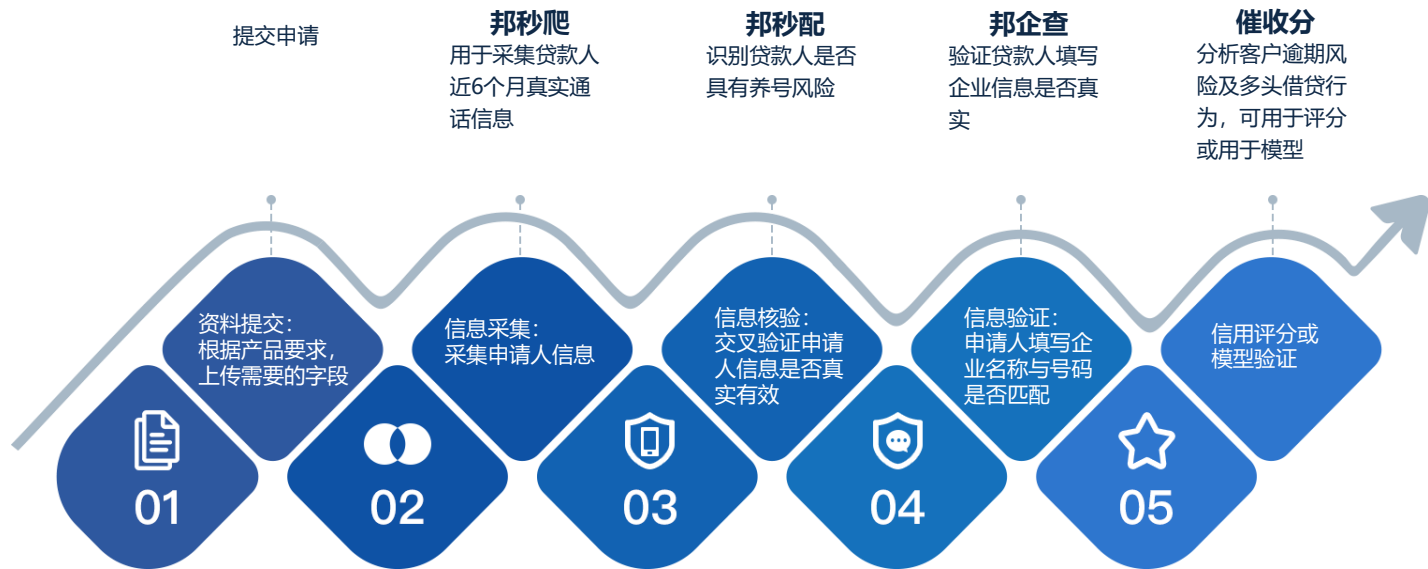 提交申请
邦秒爬
用于采集贷款人
近6个月真实通
话信息
邦秒配
识别贷款人是否
具有养号风险
邦企查
验证贷款人填写
企业信息是否真
实
催收分
分析客户逾期风
险及多头借贷行
为，可用于评分
或用于模型
资料提交：
根据产品要求，
上传需要的字段
信息采集：
采集申请人信息
信息核验：
交叉验证申请
人信息是否真
实有效
信息验证：
申请人填写企
业名称与号码
是否匹配
信用评分或
模型验证
01
02
03
04
05